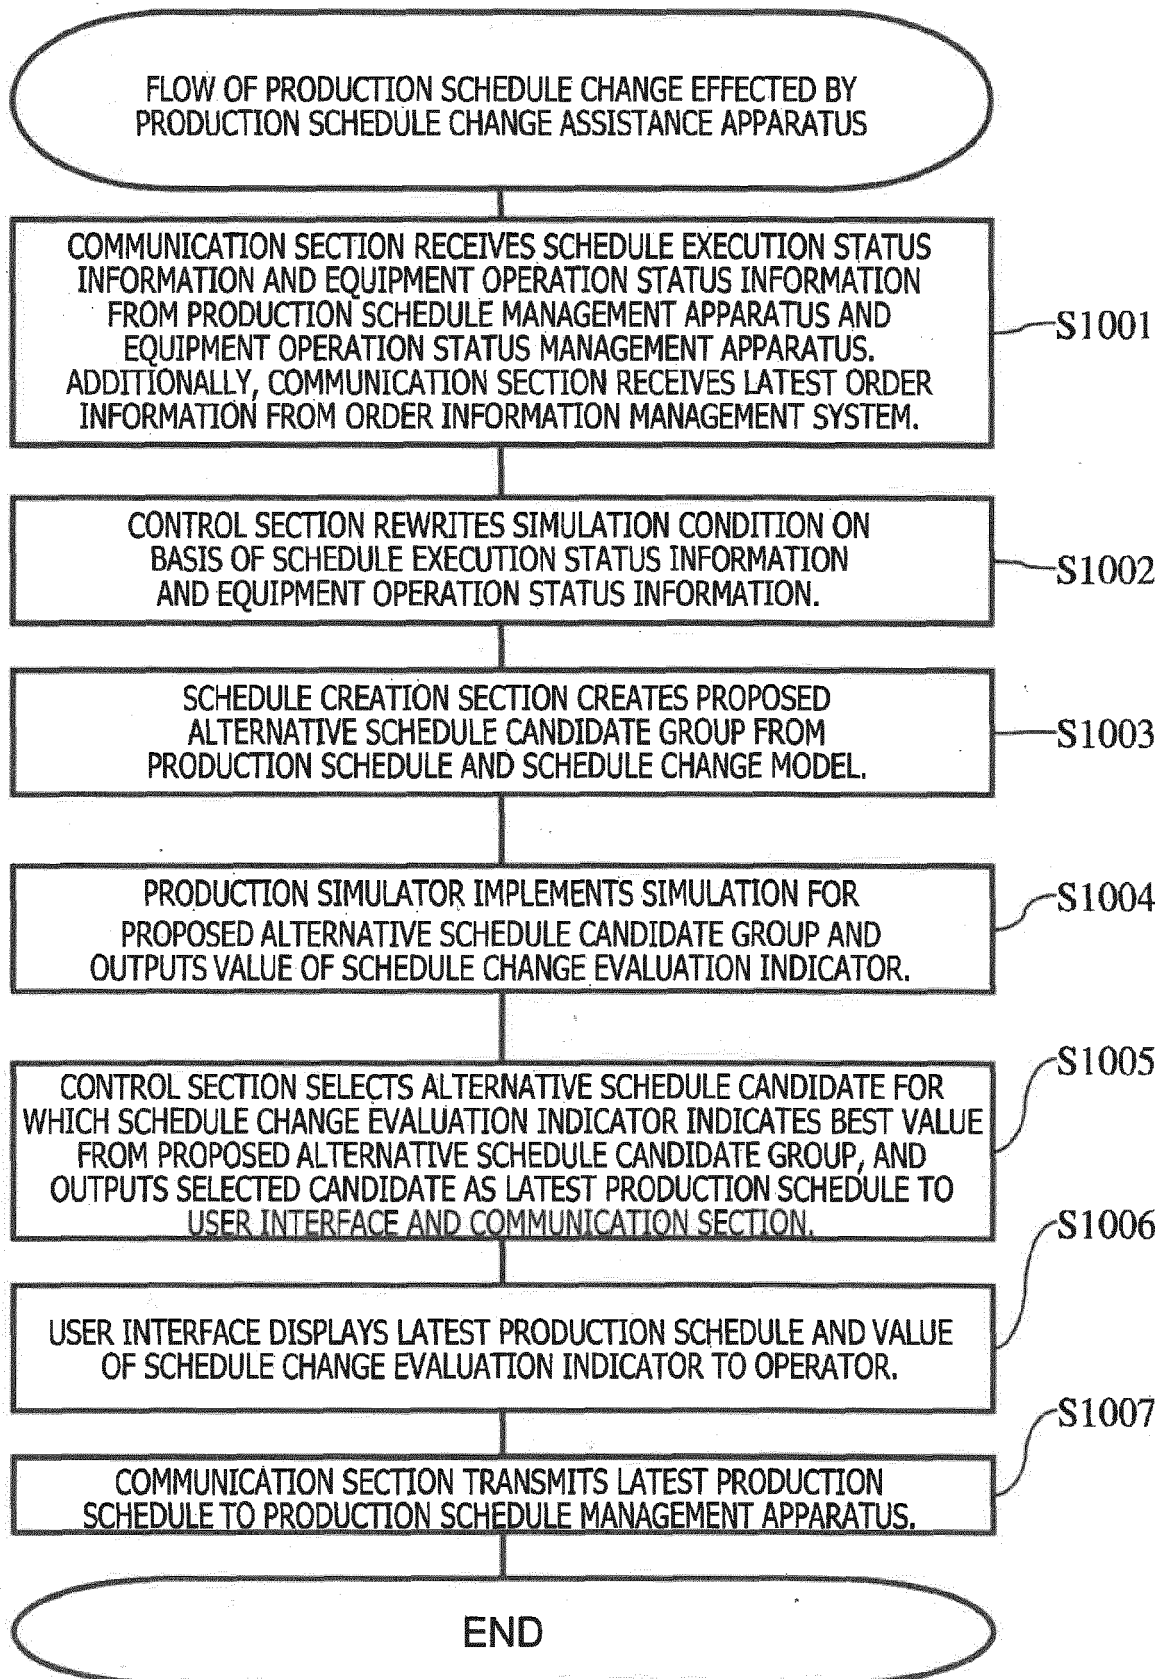 FLOW OF PRODUCTION SCHEDULE CHANGE EFFECTED BY
PRODUCTION SCHEDULE CHANGE ASSISTANCE APPARATUS
COMMUNICATION SECTION RECEIVES SCHEDULE EXECUTION STATUS
INFORMATION AND EQUIPMENT OPERATION STATUS INFORMATION
FROM PRODUCTION SCHEDULE MANAGEMENT APPARATUS AND
EQUIPMENT OPERATION STATUS MANAGEMENT APPARATUS.
ADDITIONALLY, COMMUNICATION SECTION RECEIVES LATEST ORDER
INFORMATION FROM ORDER INFORMATION MANAGEMENT SYSTEM.
S1001
CONTROL SECTION REWRITES SIMULATION CONDITION ON
BASIS OF SCHEDULE EXECUTION STATUS INFORMATION
AND EQUIPMENT OPERATION STATUS INFORMATION.
S1002
SCHEDULE CREATION SECTION CREATES PROPOSED
ALTERNATIVE SCHEDULE CANDIDATE GROUP FROM
PRODUCTION SCHEDULE AND SCHEDULE CHANGE MODEL.
S1003
PRODUCTION SIMULATOR IMPLEMENTS SIMULATION FOR
PROPOSED ALTERNATIVE SCHEDULE CANDIDATE GROUP AND
OUTPUTS VALUE OF SCHEDULE CHANGE EVALUATION INDICATOR.
S1004
CONTROL SECTION SELECTS ALTERNATIVE SCHEDULE CANDIDATE FOR
WHICH SCHEDULE CHANGE EVALUATION INDICATOR INDICATES BEST VALUE
FROM PROPOSED ALTERNATIVE SCHEDULE CANDIDATE GROUP, AND
OUTPUTS SELECTED CANDIDATE AS LATEST PRODUCTION SCHEDULE TO
USER INTERFACE AND COMMUNICATION SECTION.
S1005
USER INTERFACE DISPLAYS LATEST PRODUCTION SCHEDULE AND VALUE
OF SCHEDULE CHANGE EVALUATION INDICATOR TO OPERATOR.
S1006
COMMUNICATION SECTION TRANSMITS LATEST PRODUCTION
SCHEDULE TO PRODUCTION SCHEDULE MANAGEMENT APPARATUS.
S1007
END